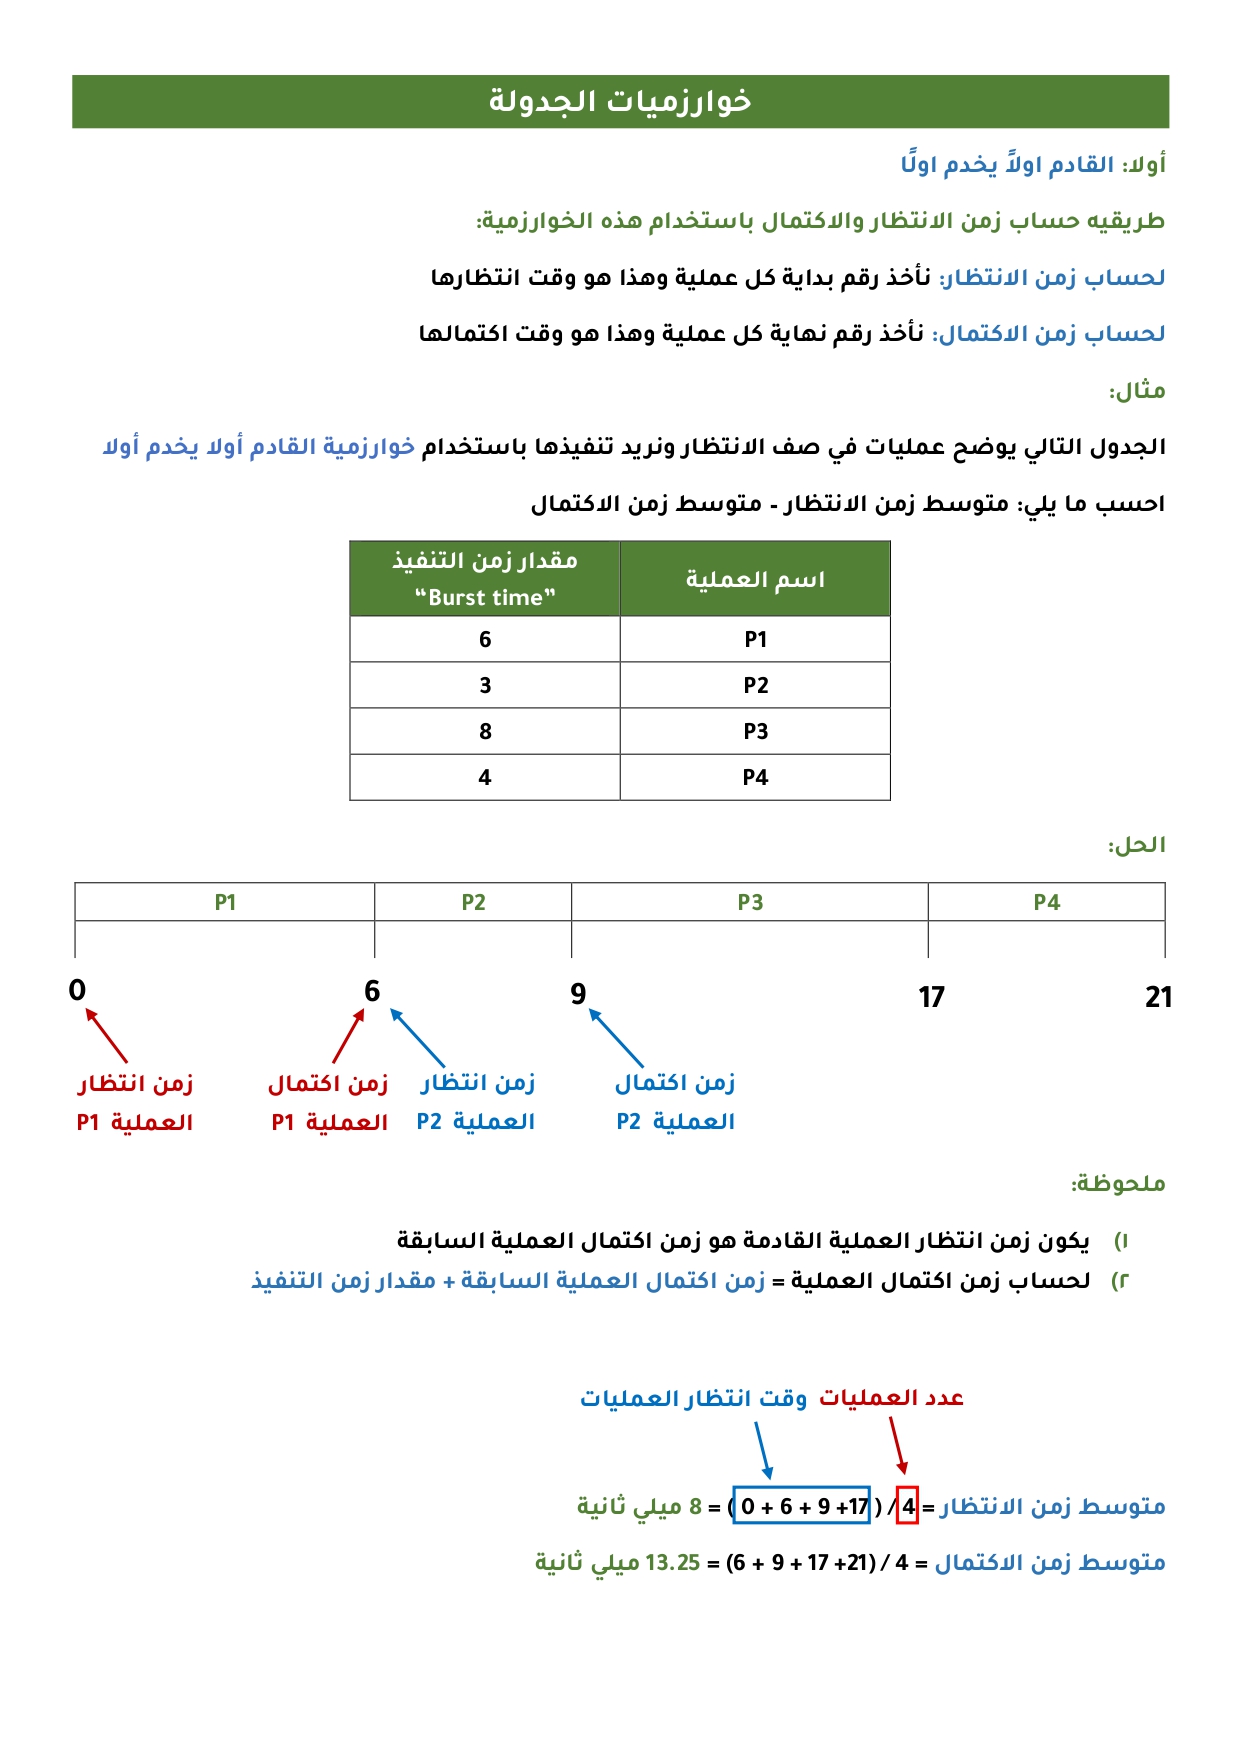 خوارزميات الجدولة
أولا: القادم اولاً يخدم اولًا
طريقيه حساب زمن الانتظار والاكتمال باستخدام هذه الخوارزمية:
لحساب زمن الانتظار: نأخذ رقم بداية كل عملية وهذا هو وقت انتظارها
لحساب زمن الاكتمال: نأخذ رقم نهاية كل عملية وهذا هو وقت اكتمالها
مثال:
الجدول التالي يوضح عمليات في صف الانتظار ونريد تنفيذها باستخدام خوارزمية القادم أولا يخدم أولا
احسب ما يلي: متوسط زمن الانتظار – متوسط زمن الاكتمال
اسم العملية مقدار زمن التنفيذ
“Burst time”
P1 6
P2 3
P3 8
P4 4
الحل:
P1 P2 P3 P4
0 6 9 17 21
زمن انتظار زمن اكتمال زمن انتظار زمن اكتمال
العملية P1 العملية P1 العملية P2 العملية P2
ملحوظة:
١) يكون زمن انتظار العملية القادمة هو زمن اكتمال العملية السابقة
٢) لحساب زمن اكتمال العملية = زمن اكتمال العملية السابقة + مقدار زمن التنفيذ
عدد العمليات وقت انتظار العمليات
متوسط زمن الانتظار = (0 + 6 + 9 +17 ) / 4 = 8 ميلي ثانية
متوسط زمن الاكتمال = (6 + 9 + 17 +21) / 4 = 13.25 ميلي ثانية